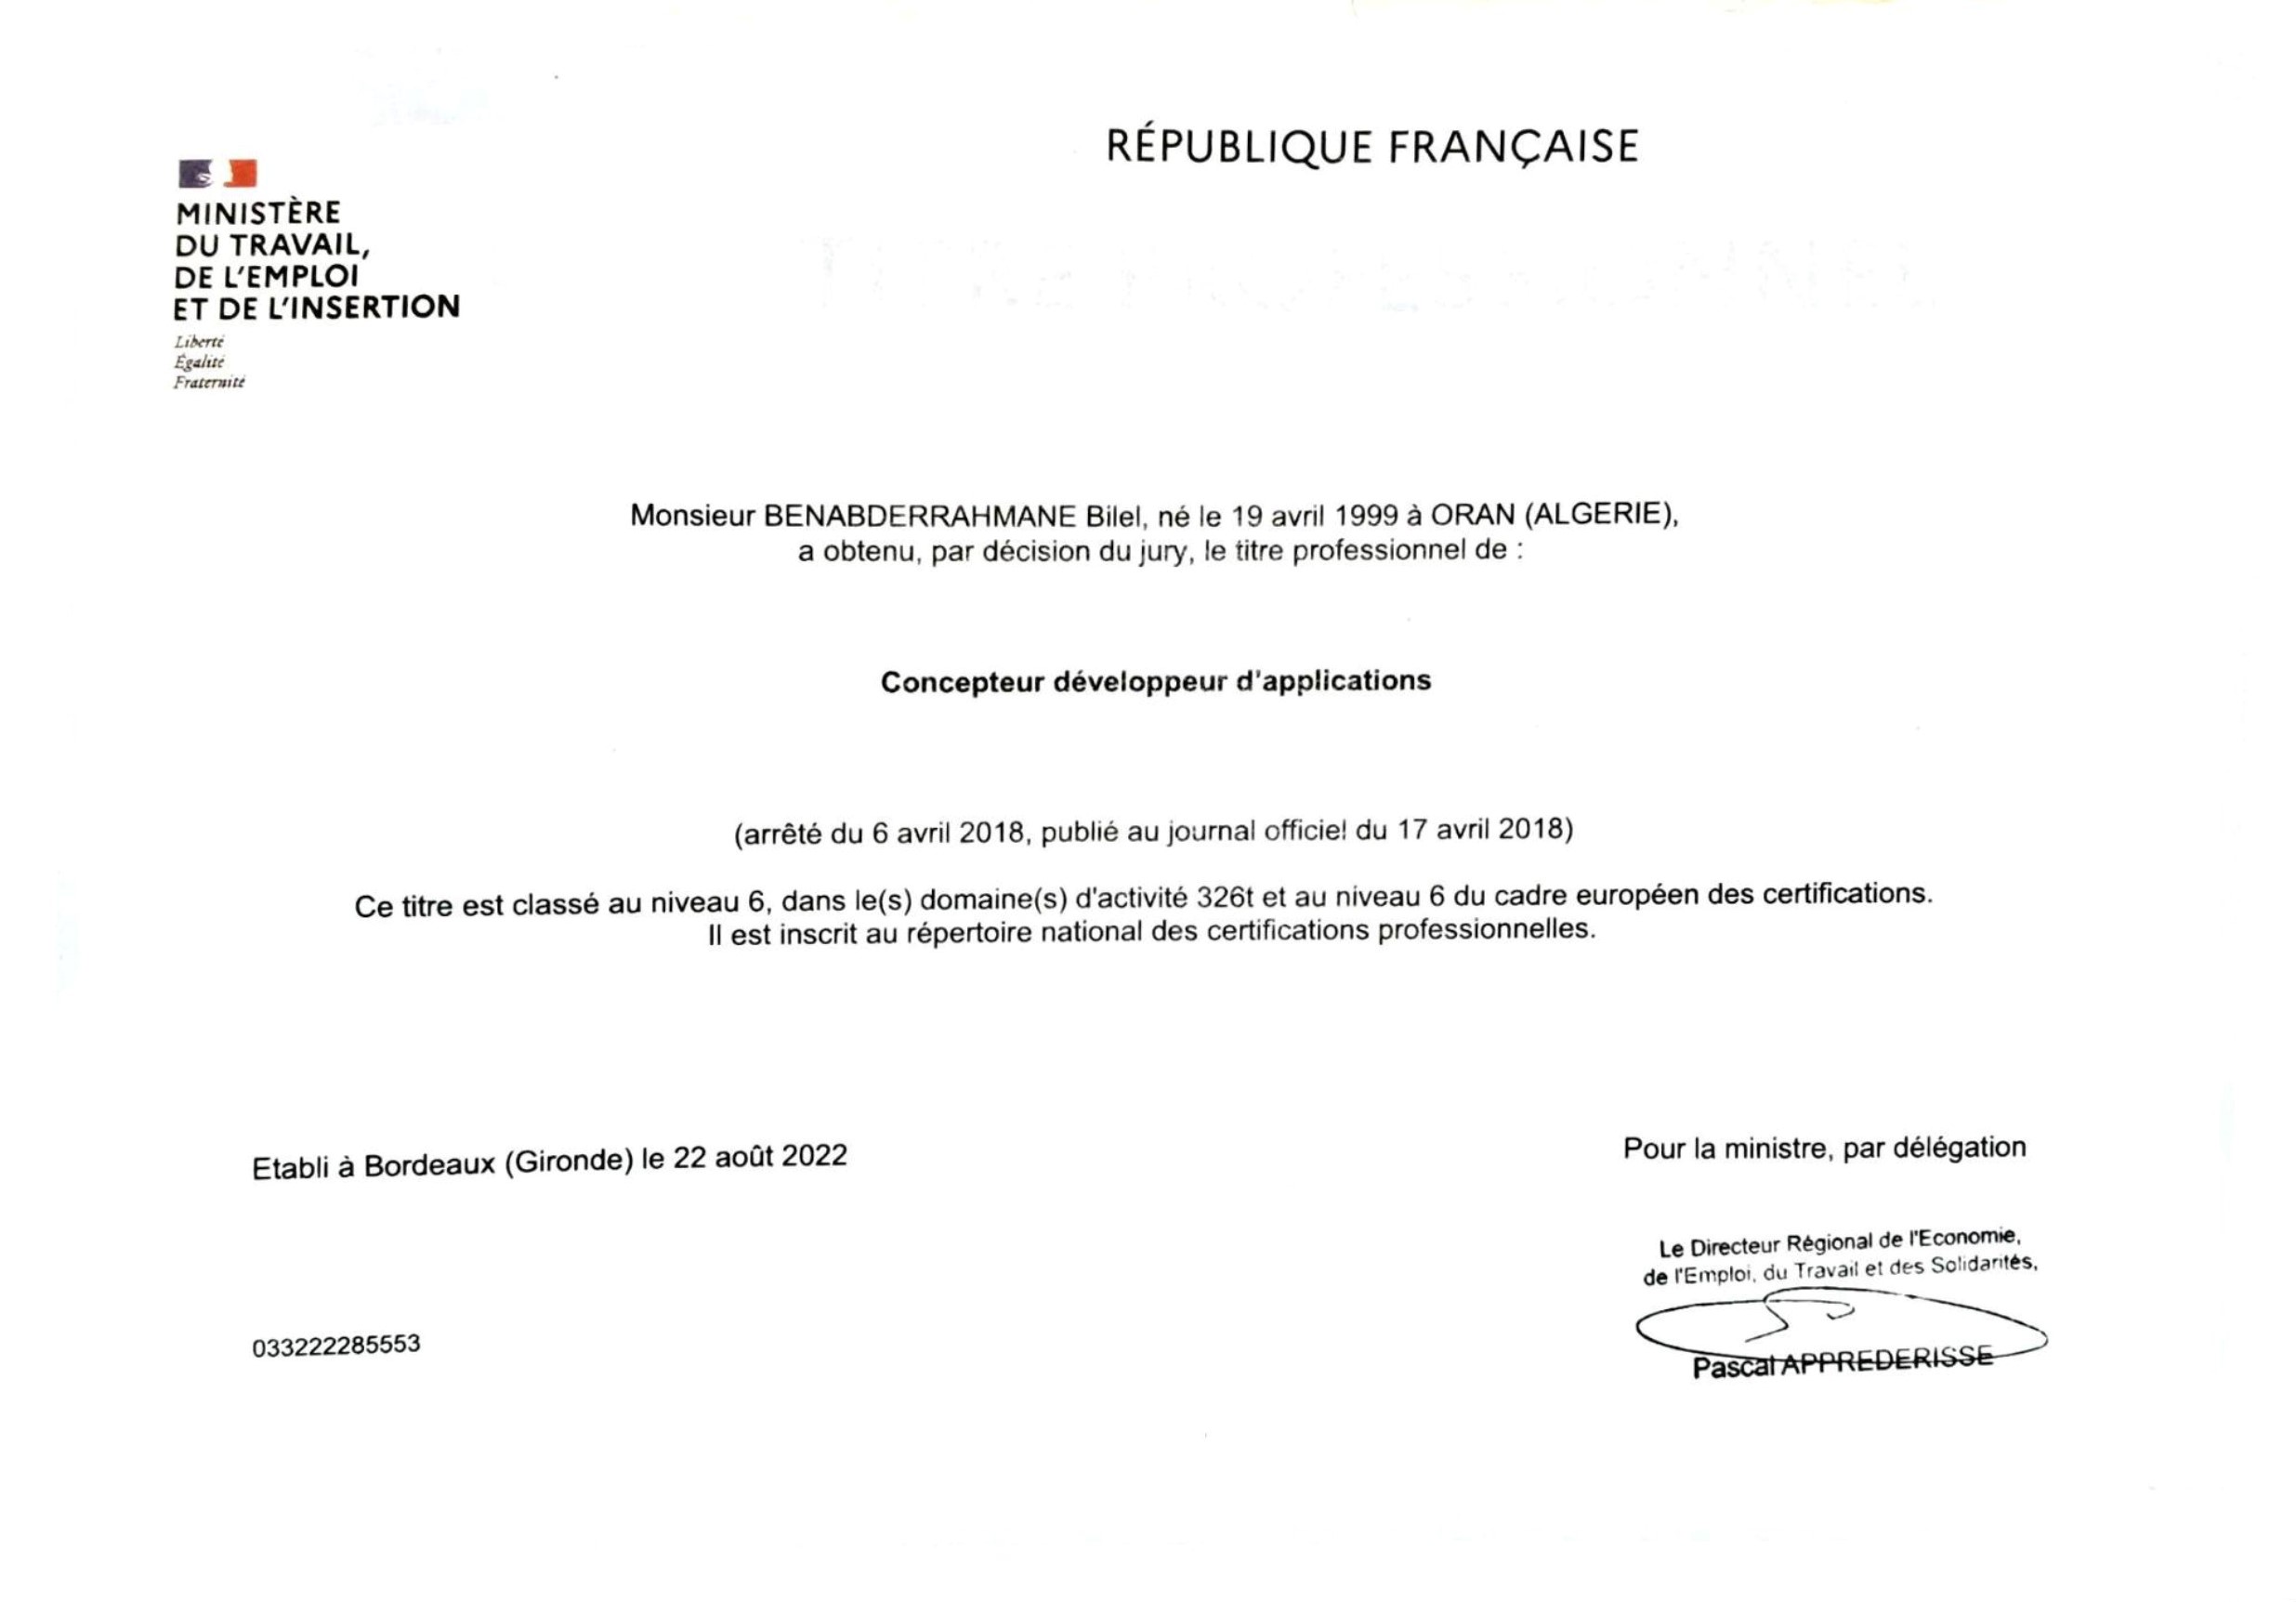 RÉPUBLIQUE FRANÇAISE
MINISTÈRE
DU TRAVAIL,
DE L'EMPLOI
ET DE L'INSERTION
Liberté
Égalité
Fraternité
Monsieur BENABDERRAHMANE Bilel, né le 19 avril 1999 à ORAN (ALGERIE),
a obtenu, par décision du jury, le titre professionnel de :
Concepteur développeur d'applications
(arrêté du 6 avril 2018, publié au journal officiel du 17 avril 2018)
Ce titre est classé au niveau 6, dans le(s) domaine(s) d'activité 326t et au niveau 6 du cadre européen des certifications.
Il est inscrit au répertoire national des certifications professionnelles.
Etabli à Bordeaux (Gironde) le 22 août 2022
Pour la ministre, par délégation
Le Directeur Régional de l'Economie,
de l'Emploi, du Travail et des Solidarités,
Pascal APPREDERISSE
033222285553